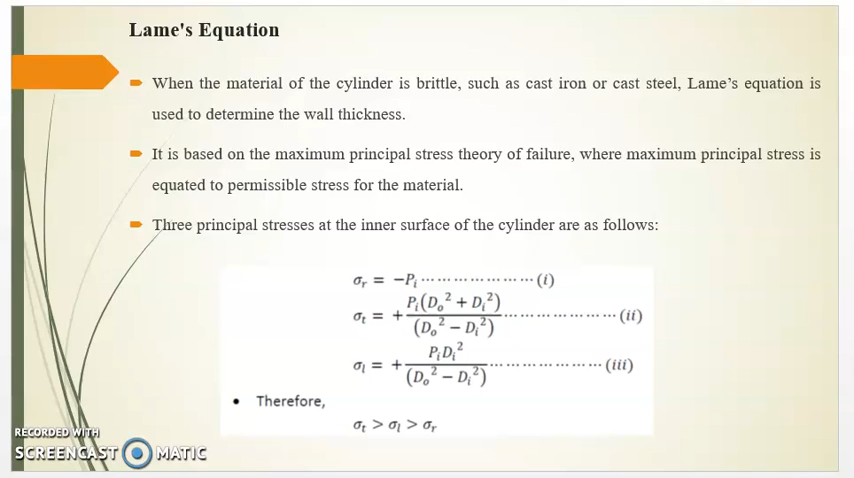 Lame's Equation
When the material of the cylinder is brittle, such as cast iron or cast steel, Lame’s equation is
used to determine the wall thickness.
It is based on the maximum principal stress theory of failure, where maximum principal stress is
equated to permissible stress for the material.
Three principal stresses at the inner surface of the cylinder are as follows:
σᵣ = −Pᵢ ⋯⋯⋯⋯⋯⋯⋯ (i)
σₜ = + Pᵢ(Dₒ² + Dᵢ²) / (Dₒ² − Dᵢ²) ⋯⋯⋯⋯⋯⋯⋯ (ii)
σₗ = + PᵢDᵢ² / (Dₒ² − Dᵢ²) ⋯⋯⋯⋯⋯⋯⋯ (iii)
• Therefore,
σₜ > σₗ > σᵣ
RECORDED WITH
SCREENCAST MATIC